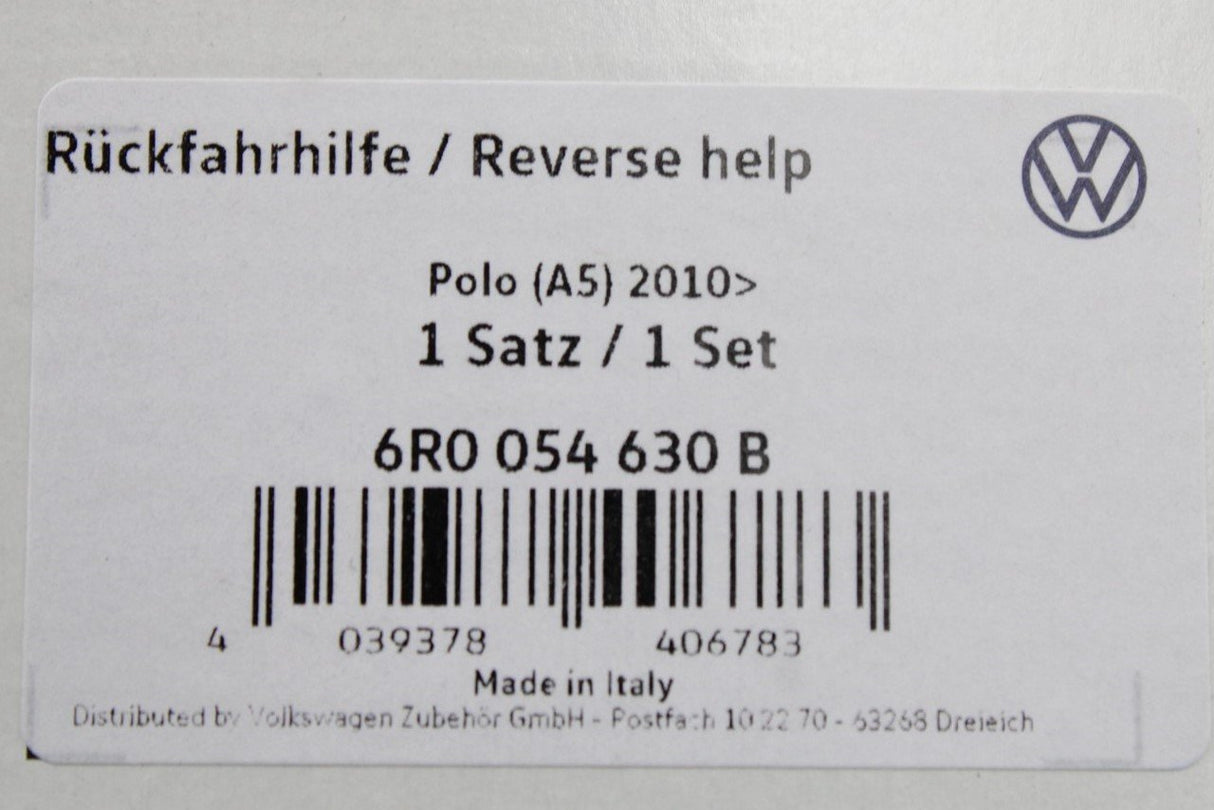 Rückfahrhilfe / Reverse help
Polo (A5) 2010>
1 Satz / 1 Set
6R0 054 630 B
4 039378 406783
Made in Italy
Distributed by Volkswagen Zubehör GmbH - Postfach 10 22 70 - 63268 Dreieich